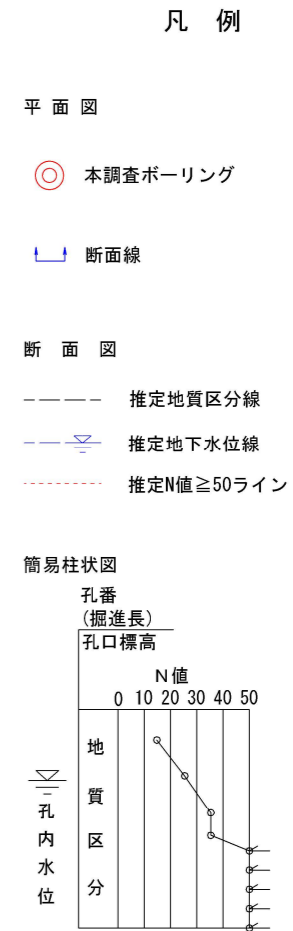 凡 例
平 面 図
本調査ボーリング
断面線
断 面 図
推定地質区分線
推定地下水位線
推定N値≧50ライン
簡易柱状図
孔番
(掘進長)
孔口標高
N値
0 10 20 30 40 50
地質区分
孔内水位